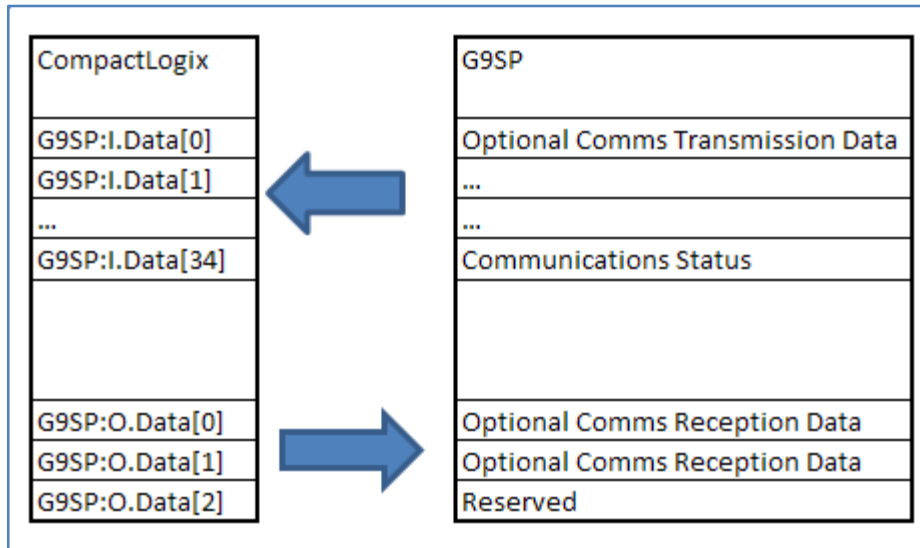 CompactLogix G9SP
G9SP:I.Data[0] Optional Comms Transmission Data
G9SP:I.Data[1] ...
... ...
G9SP:I.Data[34] Communications Status
G9SP:O.Data[0] Optional Comms Reception Data
G9SP:O.Data[1] Optional Comms Reception Data
G9SP:O.Data[2] Reserved